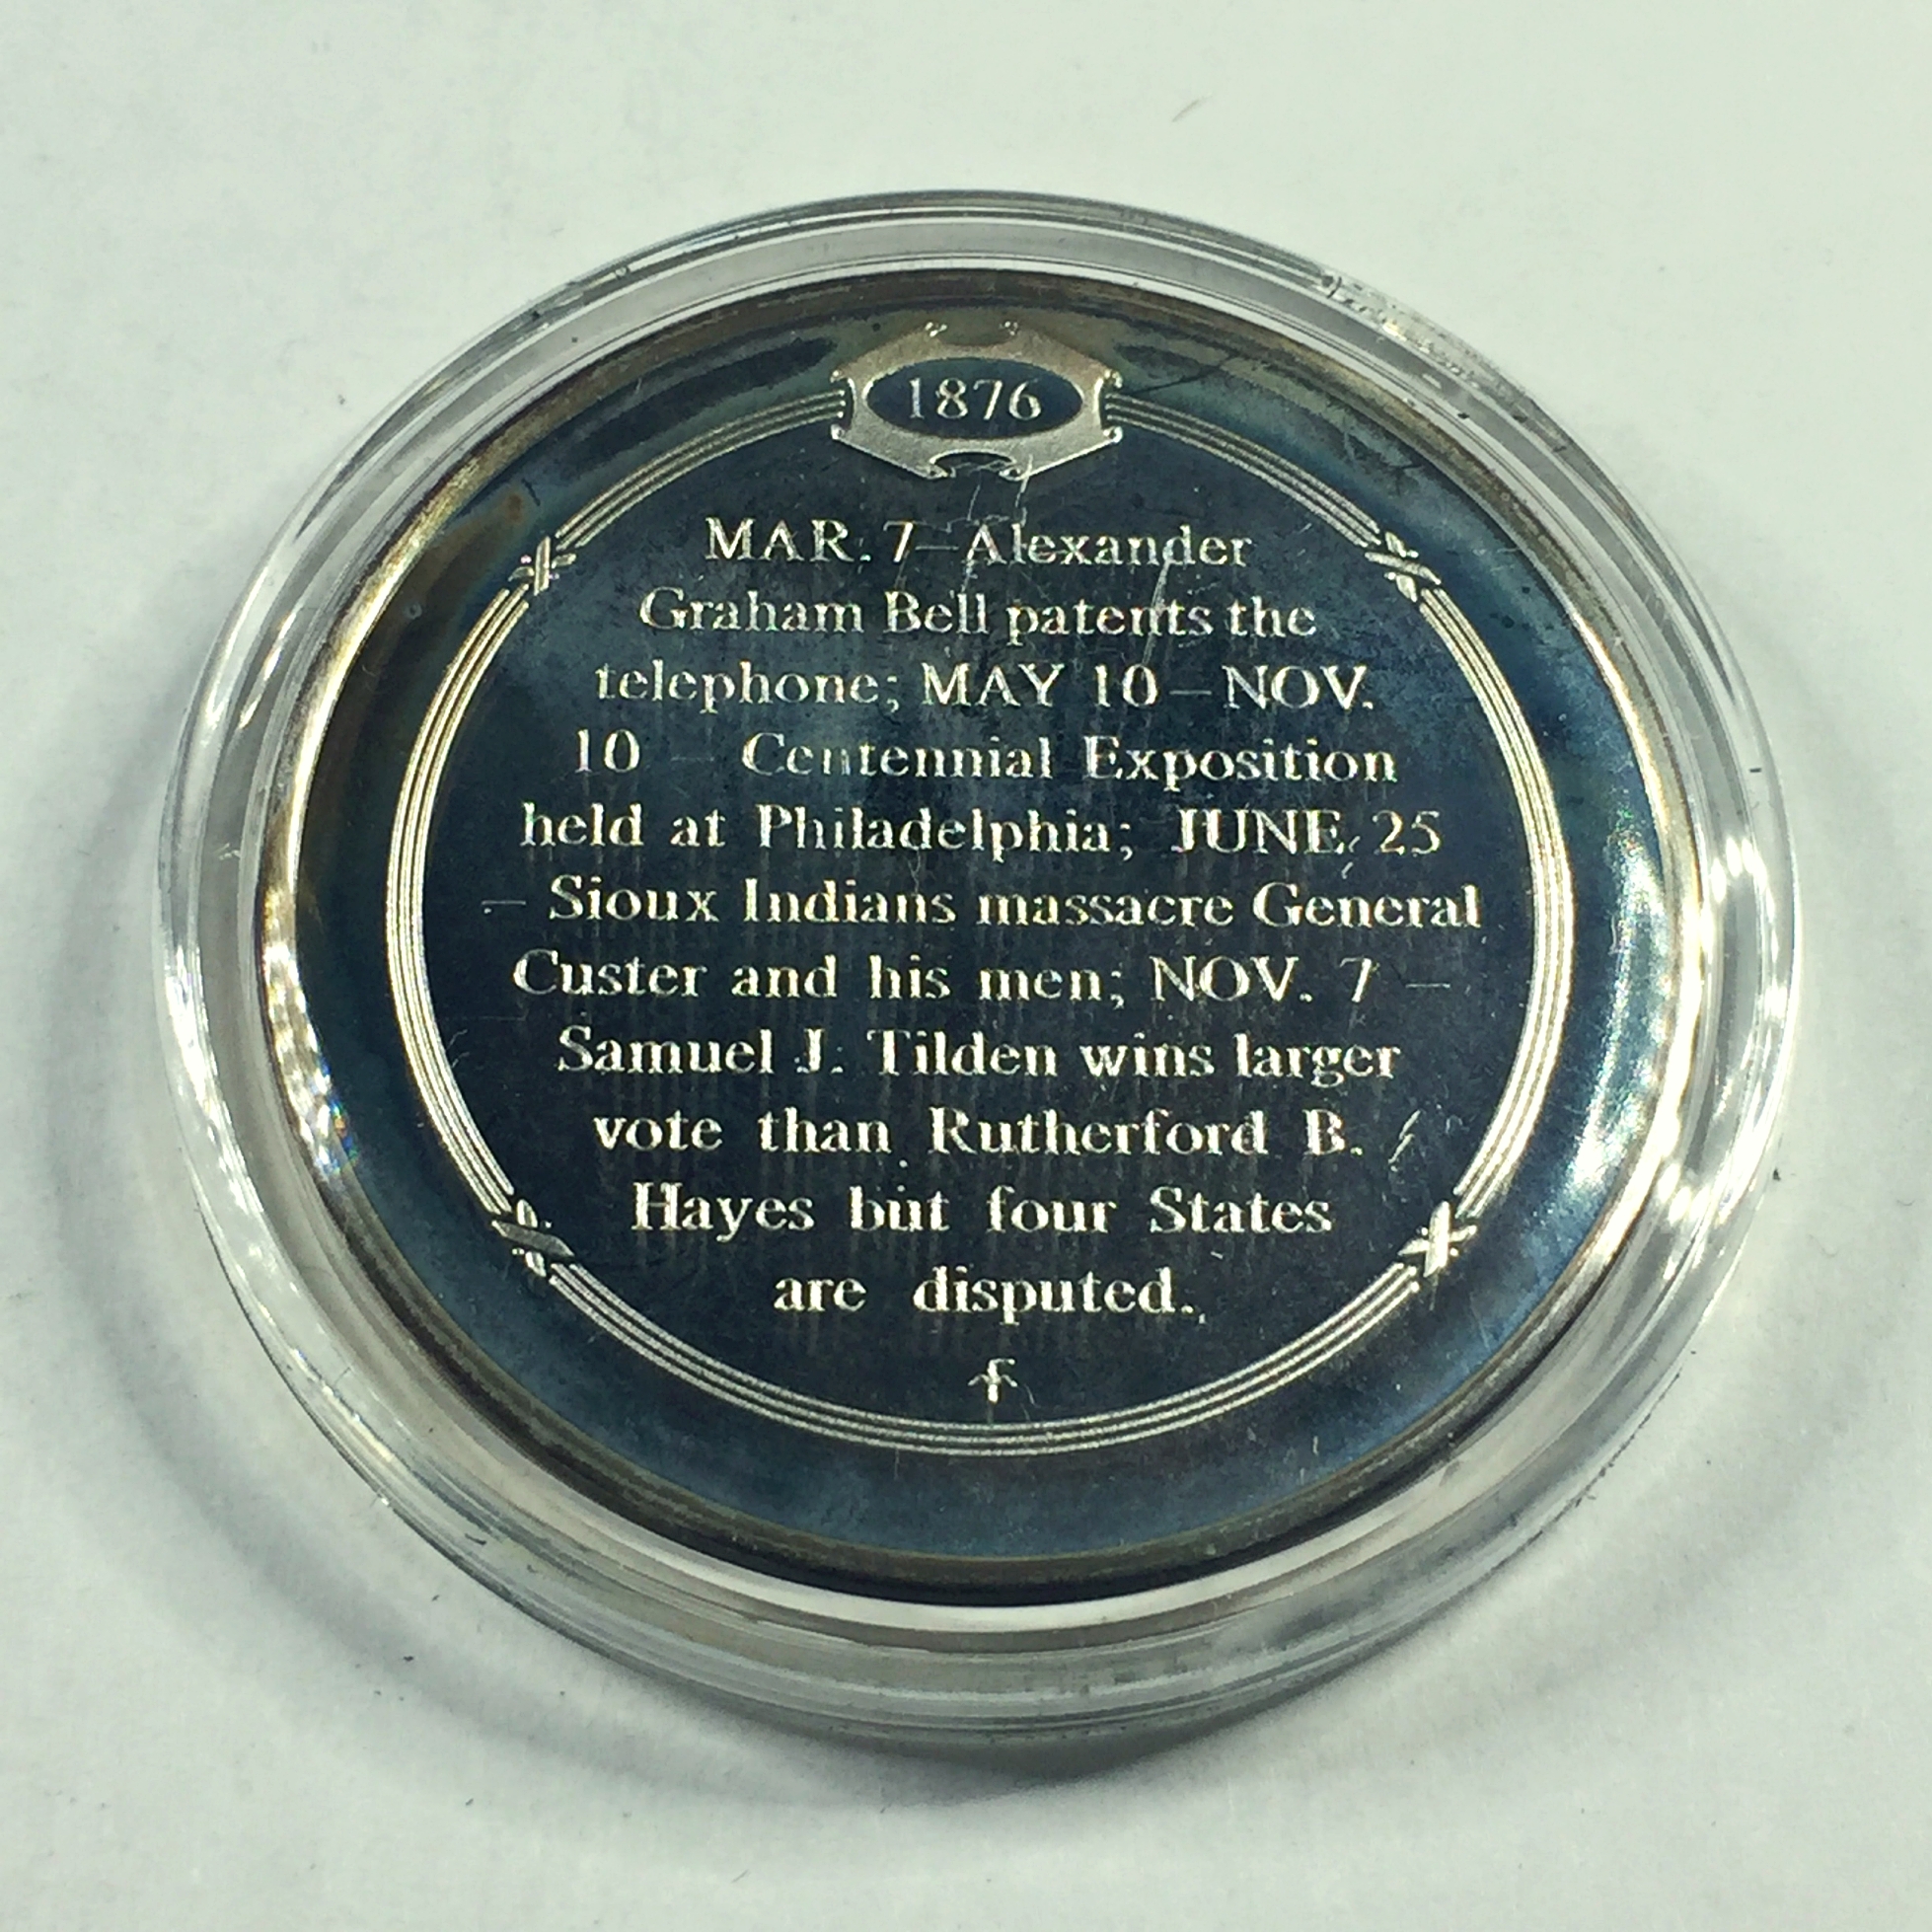 1876
MAR. 7—Alexander
Graham Bell patents the
telephone; MAY 10 – NOV.
10 — Centennial Exposition
held at Philadelphia; JUNE 25
— Sioux Indians massacre General
Custer and his men; NOV. 7 —
Samuel J. Tilden wins larger
vote than Rutherford B.
Hayes but four States
are disputed.